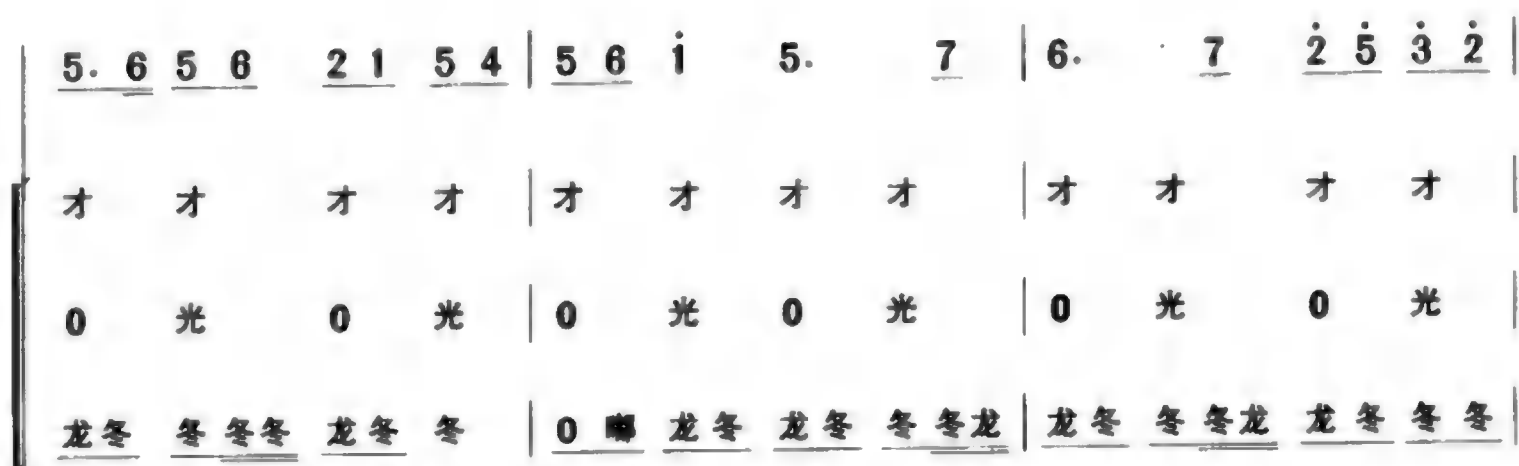 5. 6 5 6 2 1 5 4 | 5 6 i 5. 7 | 6. 7 2̇ 5̇ 3̇ 2̇ |
才 才 才 才 | 才 才 才 才 | 才 才 才 才 |
0 光 0 光 | 0 光 0 光 | 0 光 0 光 |
龙冬 冬冬冬 龙冬 冬 | 0 龙冬 龙冬 冬冬龙 | 龙冬 冬冬龙 龙冬 冬冬 |